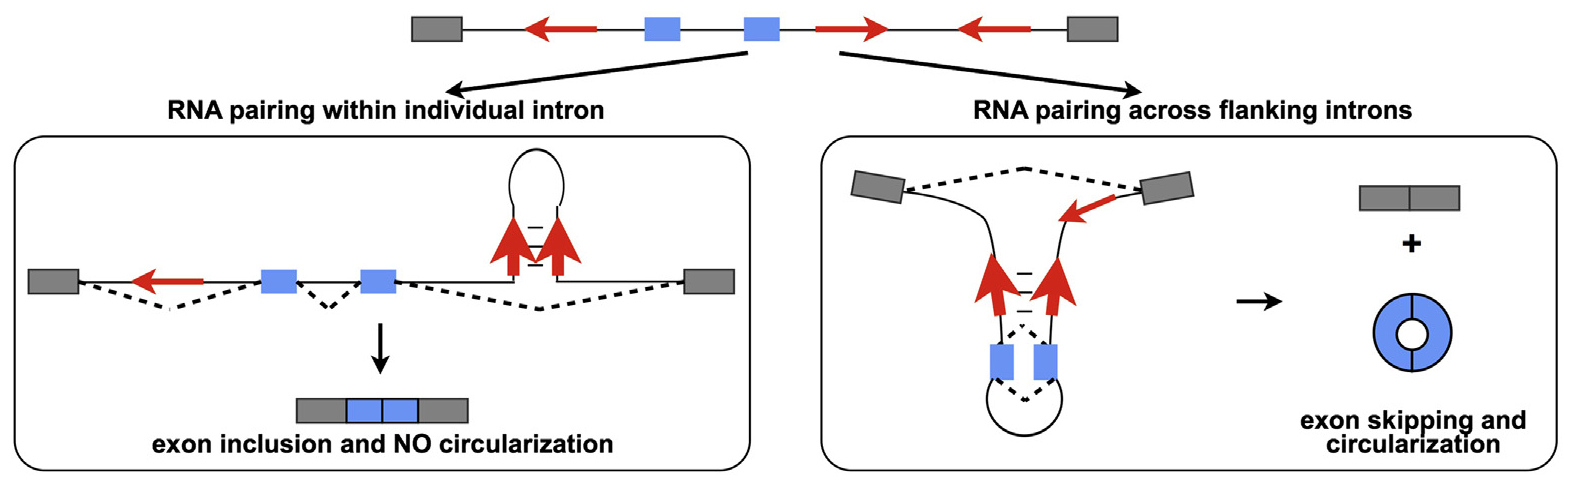 RNA pairing within individual intron
RNA pairing across flanking introns
exon inclusion and NO circularization
+
exon skipping and
circularization